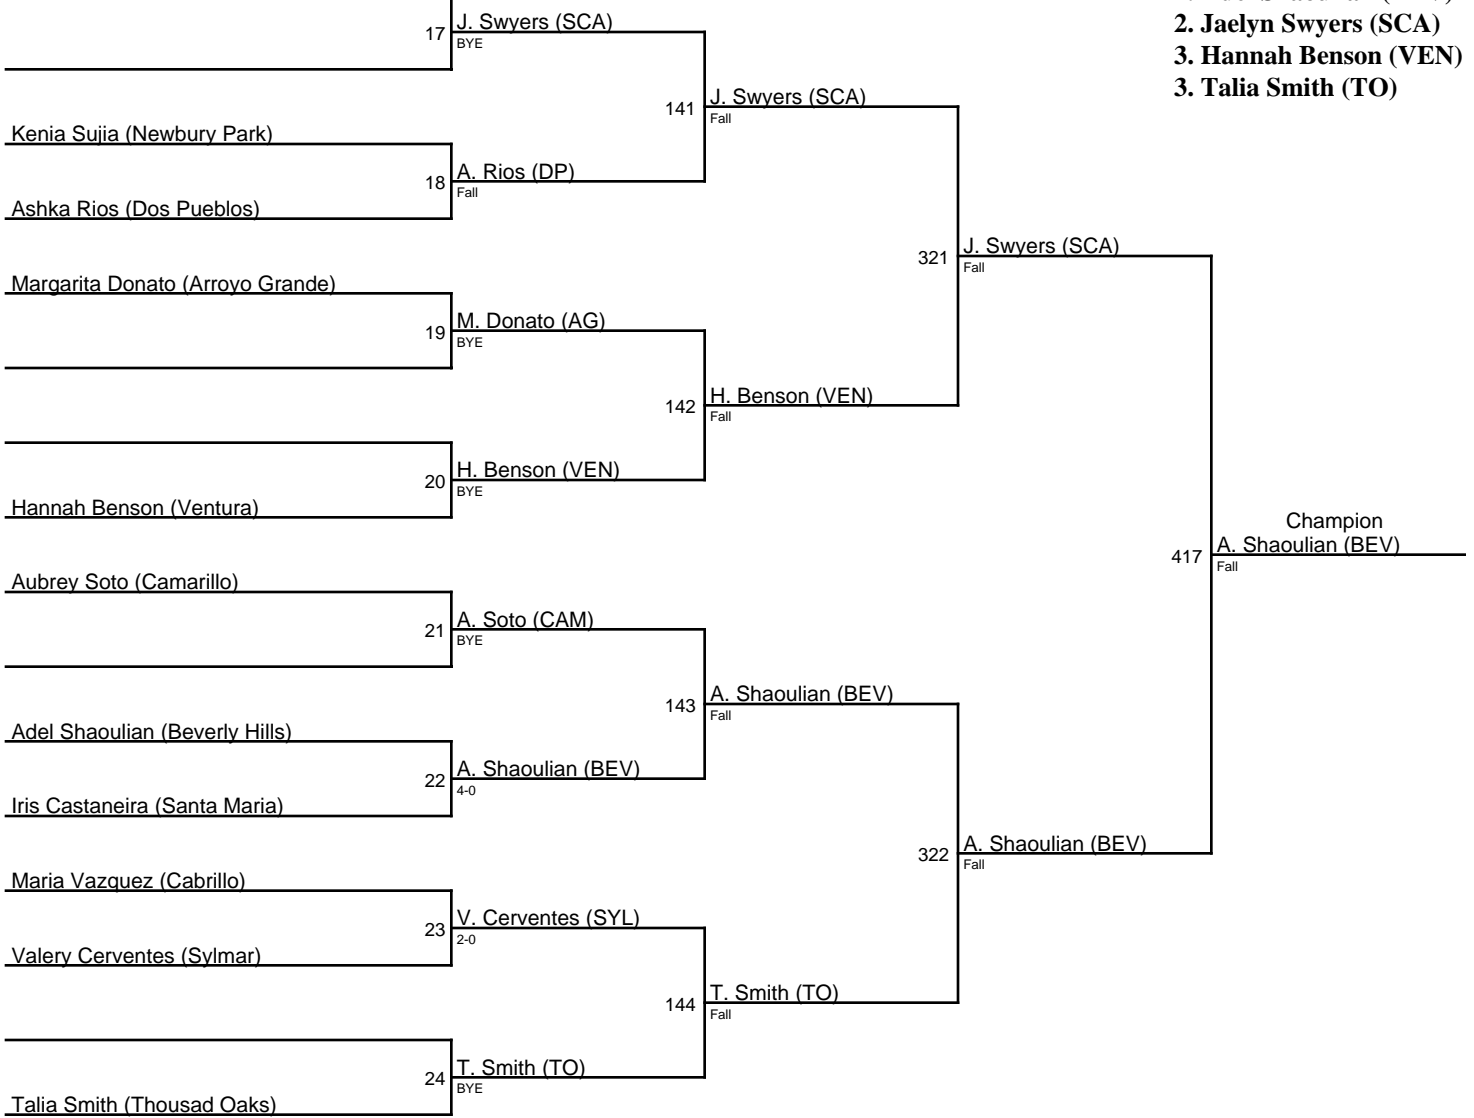 2. Jaelyn Swyers (SCA)
3. Hannah Benson (VEN)
3. Talia Smith (TO)
J. Swyers (SCA)
17
BYE
J. Swyers (SCA)
141
Fall
Kenia Sujia (Newbury Park)
A. Rios (DP)
18
Fall
Ashka Rios (Dos Pueblos)
J. Swyers (SCA)
321
Fall
Margarita Donato (Arroyo Grande)
M. Donato (AG)
19
BYE
H. Benson (VEN)
142
Fall
H. Benson (VEN)
20
BYE
Hannah Benson (Ventura)
Champion
A. Shaoulian (BEV)
417
Fall
Aubrey Soto (Camarillo)
A. Soto (CAM)
21
BYE
A. Shaoulian (BEV)
143
Fall
Adel Shaoulian (Beverly Hills)
A. Shaoulian (BEV)
22
4-0
Iris Castaneira (Santa Maria)
A. Shaoulian (BEV)
322
Fall
Maria Vazquez (Cabrillo)
V. Cerventes (SYL)
23
2-0
Valery Cerventes (Sylmar)
T. Smith (TO)
144
Fall
T. Smith (TO)
24
BYE
Talia Smith (Thousad Oaks)